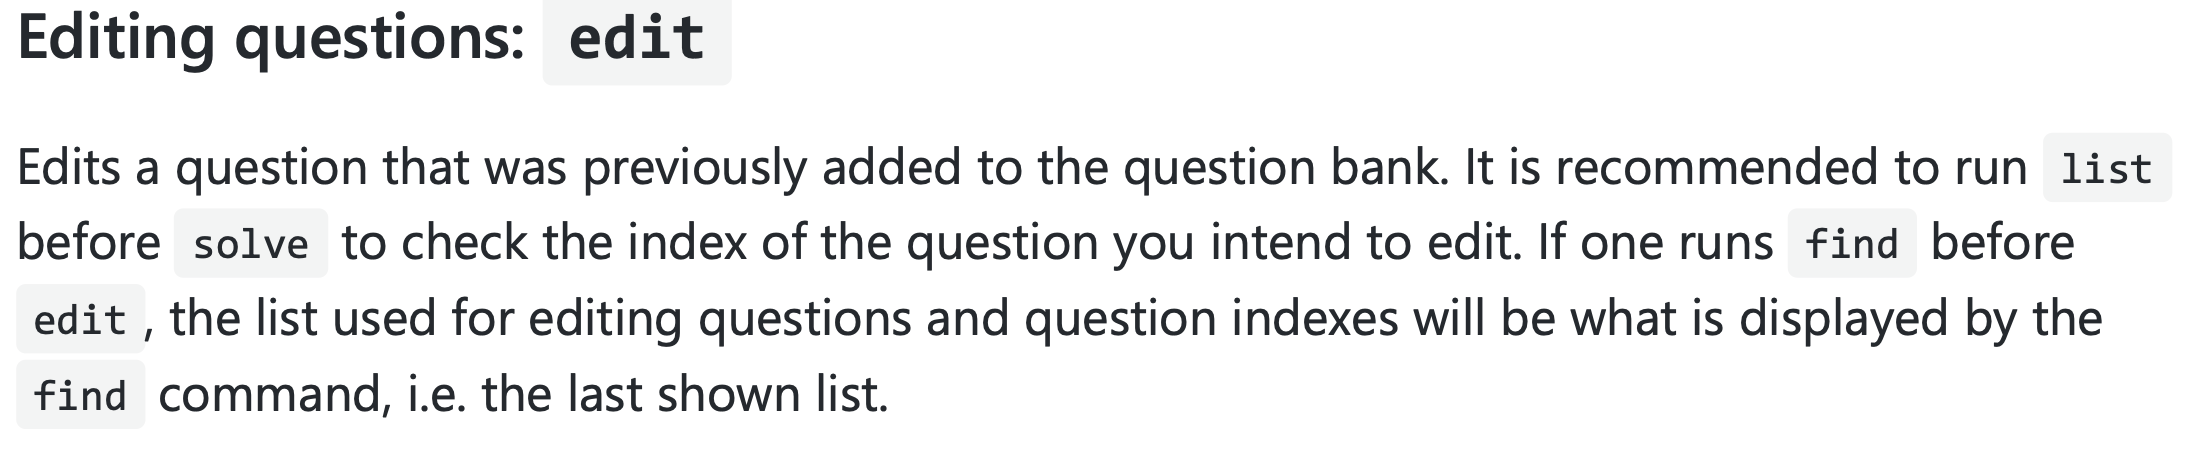 Editing questions: edit
Edits a question that was previously added to the question bank. It is recommended to run list
before solve to check the index of the question you intend to edit. If one runs find before
edit, the list used for editing questions and question indexes will be what is displayed by the
find command, i.e. the last shown list.